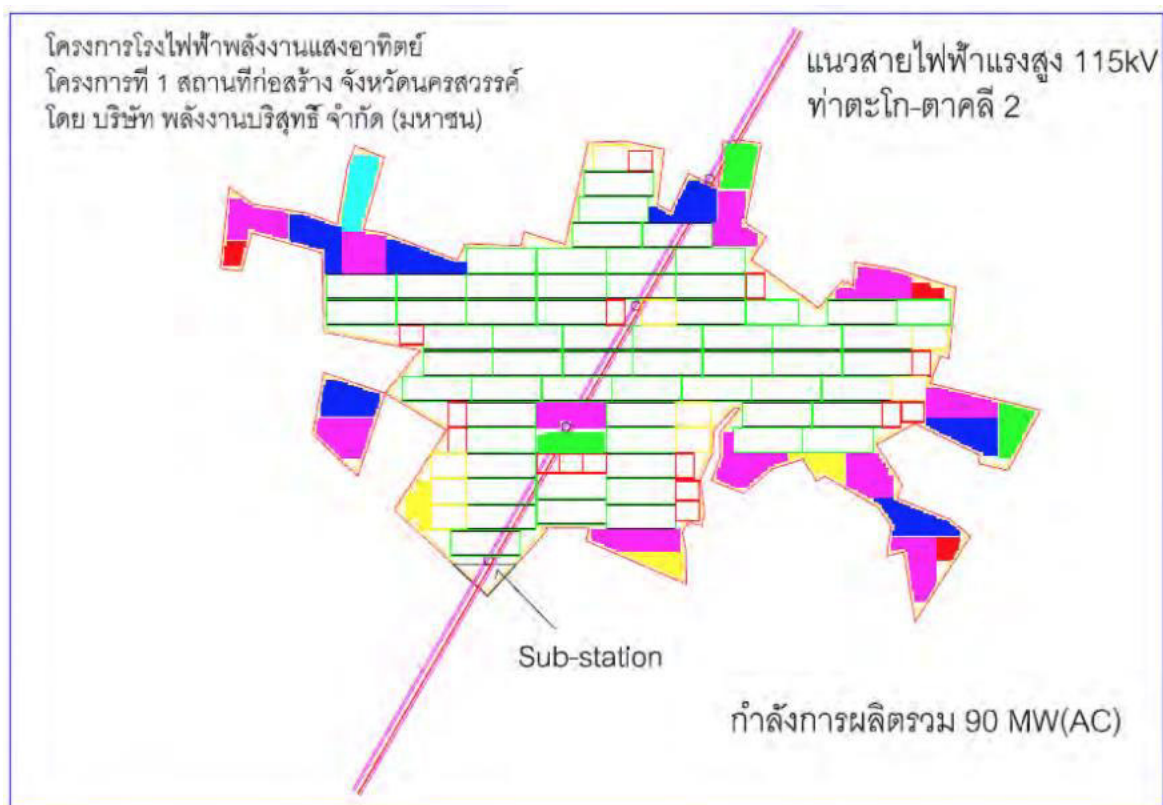 โครงการโรงไฟฟ้าพลังงานแสงอาทิตย์
โครงการที่ 1 สถานที่ก่อสร้าง จังหวัดนครสวรรค์
โดย บริษัท พลังงานบริสุทธิ์ จำกัด (มหาชน)
แนวสายไฟฟ้าแรงสูง 115kV
ท่าตะโก-ตาคลี 2
Sub-station
กำลังการผลิตรวม 90 MW(AC)